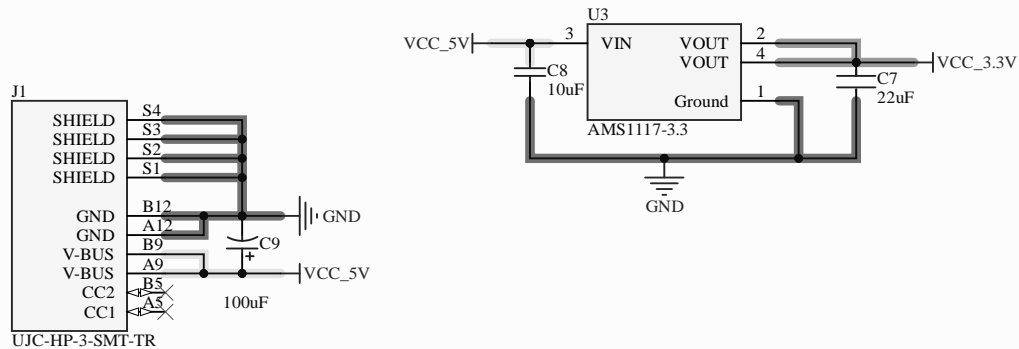 U3
VCC_5V
3
VIN
VOUT
2
VOUT
4
VCC_3.3V
C8
10uF
C7
22uF
Ground
1
AMS1117-3.3
GND
J1
SHIELD
S4
SHIELD
S3
SHIELD
S2
SHIELD
S1
GND
B12
GND
GND
A12
V-BUS
B9
C9
+
V-BUS
A9
VCC_5V
CC2
B5
100uF
CC1
A5
UJC-HP-3-SMT-TR